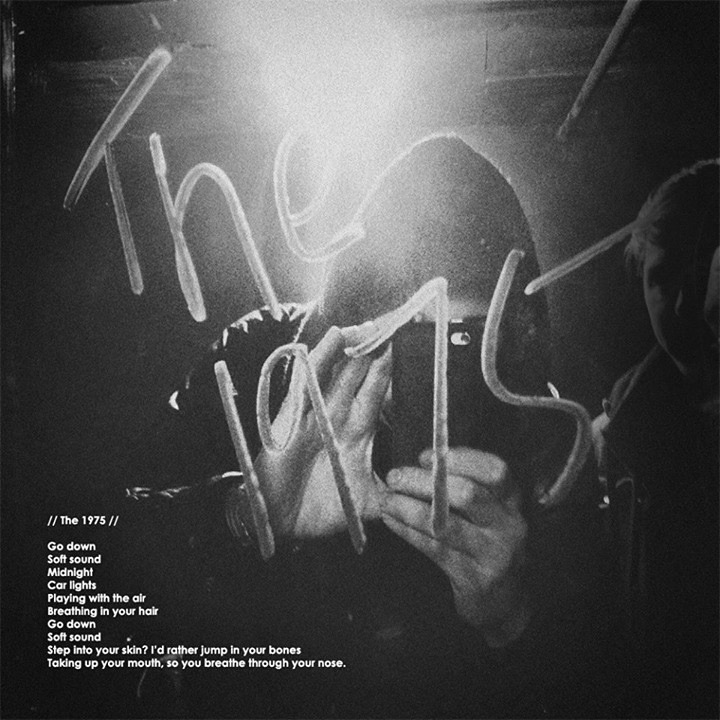 The
1975
// The 1975 //
Go down
Soft sound
Midnight
Car lights
Playing with the air
Breathing in your hair
Go down
Soft sound
Step into your skin? I'd rather jump in your bones
Taking up your mouth, so you breathe through your nose.